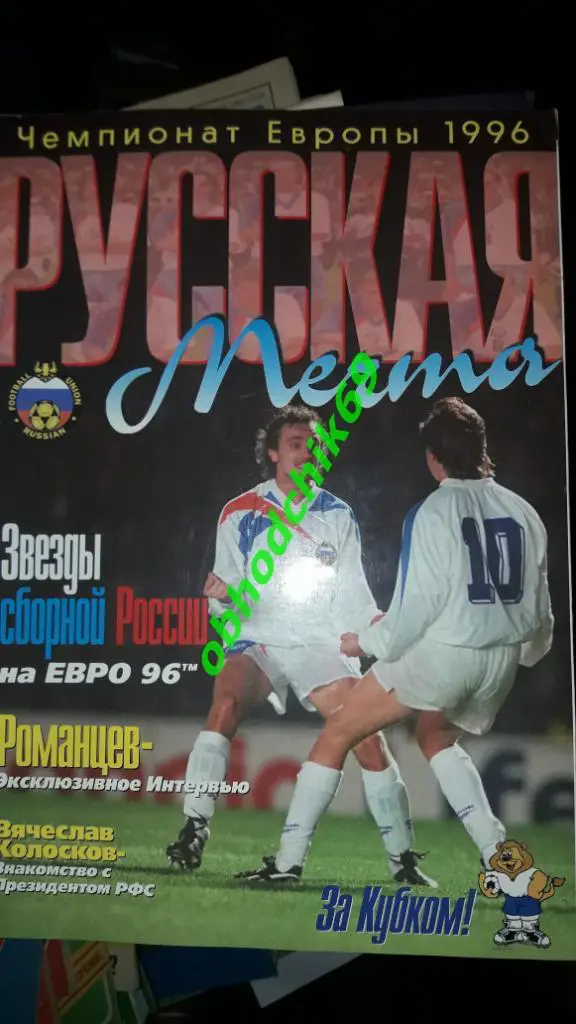 Чемпионат Европы 1996
РУССКАЯ
Мечта
FOOTBALL UNION
RUSSIAN
obhodchik69
10
Звезды
сборной России
на ЕВРО 96™
Романцев-
Эксклюзивное Интервью
Вячеслав
Колосков-
Знакомство с
Президентом РФС
За Кубком!